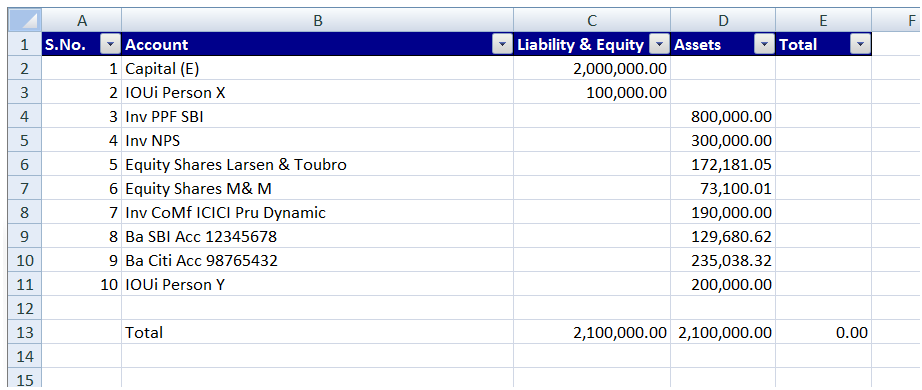 A B C D E F
1 S.No. Account Liability & Equity Assets Total
2 1 Capital (E) 2,000,000.00
3 2 IOUi Person X 100,000.00
4 3 Inv PPF SBI 800,000.00
5 4 Inv NPS 300,000.00
6 5 Equity Shares Larsen & Toubro 172,181.05
7 6 Equity Shares M& M 73,100.01
8 7 Inv CoMf ICICI Pru Dynamic 190,000.00
9 8 Ba SBI Acc 12345678 129,680.62
10 9 Ba Citi Acc 98765432 235,038.32
11 10 IOUi Person Y 200,000.00
12
13 Total 2,100,000.00 2,100,000.00 0.00
14
15